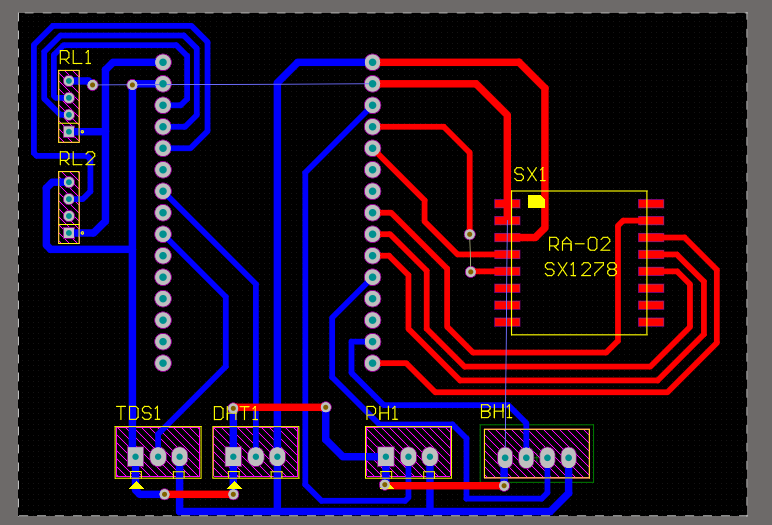 RL1
RL2
SX1
RA-02
SX1278
TDS1
DHT1
PH1
BH1